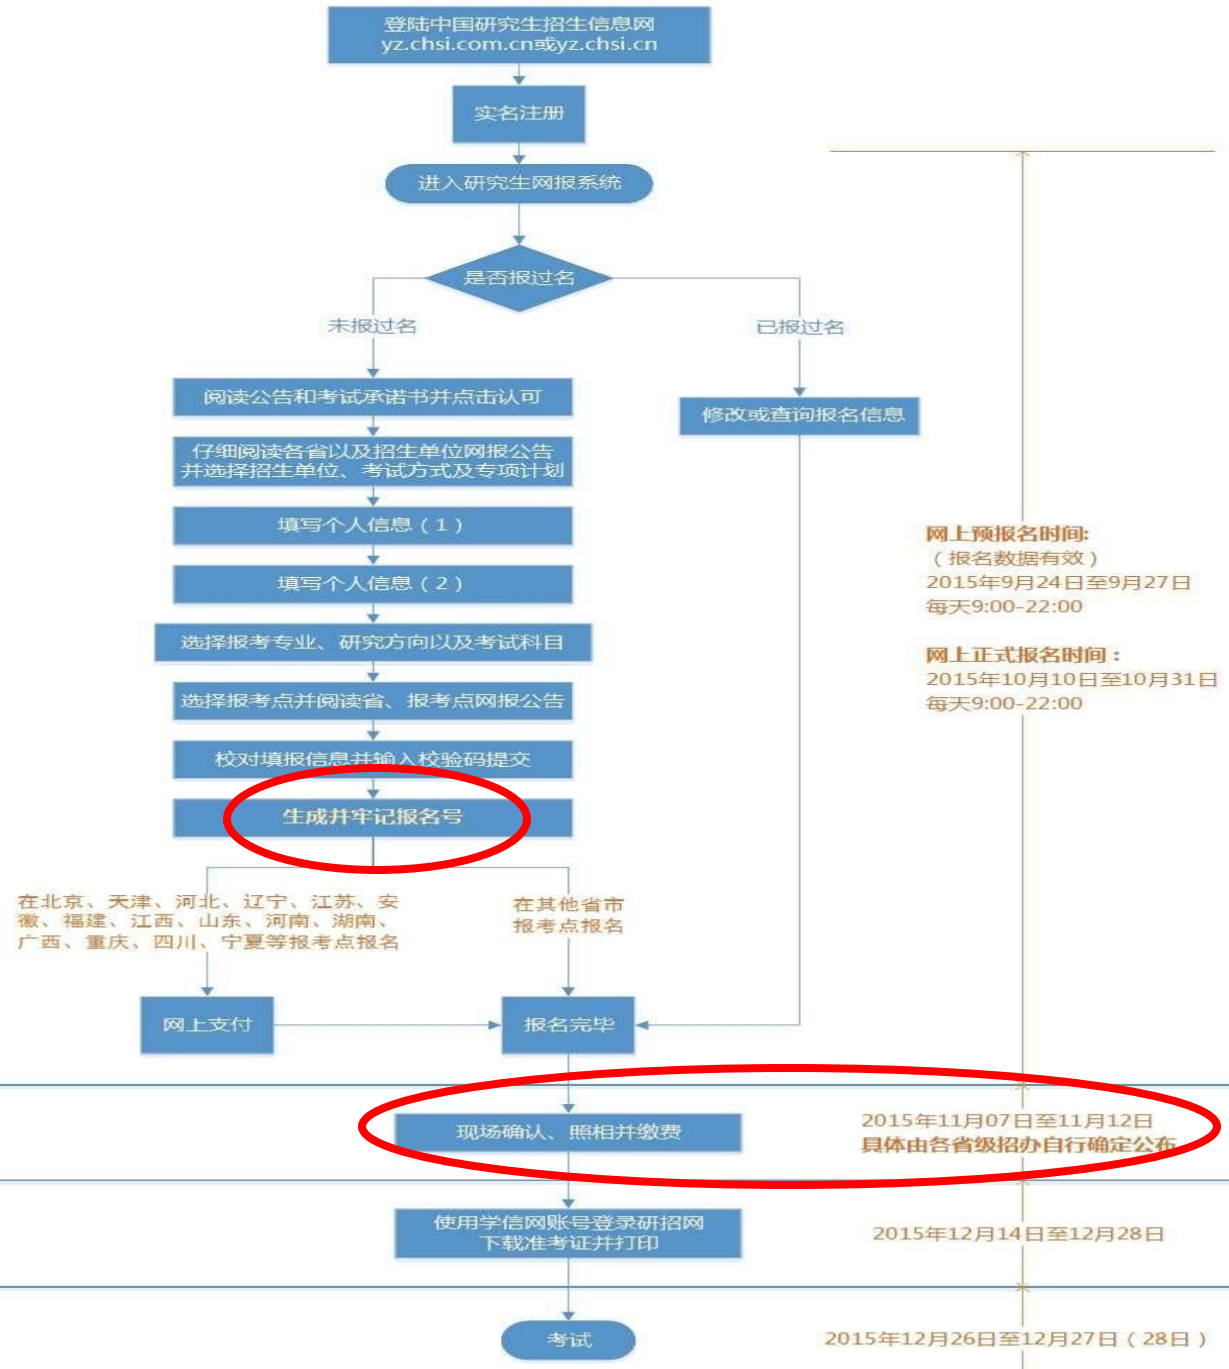 登陆中国研究生招生信息网
yz.chsi.com.cn或yz.chsi.cn
实名注册
进入研究生网报系统
是否报过名
未报过名
已报过名
阅读公告和考试承诺书并点击认可
修改或查询报名信息
仔细阅读各省以及招生单位网报公告
并选择招生单位、考试方式及专项计划
填写个人信息（1）
填写个人信息（2）
选择报考专业、研究方向以及考试科目
选择报考点并阅读省、报考点网报公告
校对填报信息并输入校验码提交
生成并牢记报名号
网上预报名时间:
（报名数据有效）
2015年9月24日至9月27日
每天9:00-22:00
网上正式报名时间：
2015年10月10日至10月31日
每天9:00-22:00
在北京、天津、河北、辽宁、江苏、安
徽、福建、江西、山东、河南、湖南、
广西、重庆、四川、宁夏等报考点报名
在其他省市
报考点报名
网上支付
报名完毕
现场确认、照相并缴费
2015年11月07日至11月12日
具体由各省级招办自行确定公布
使用学信网账号登录研招网
下载准考证并打印
2015年12月14日至12月28日
考试
2015年12月26日至12月27日（28日）